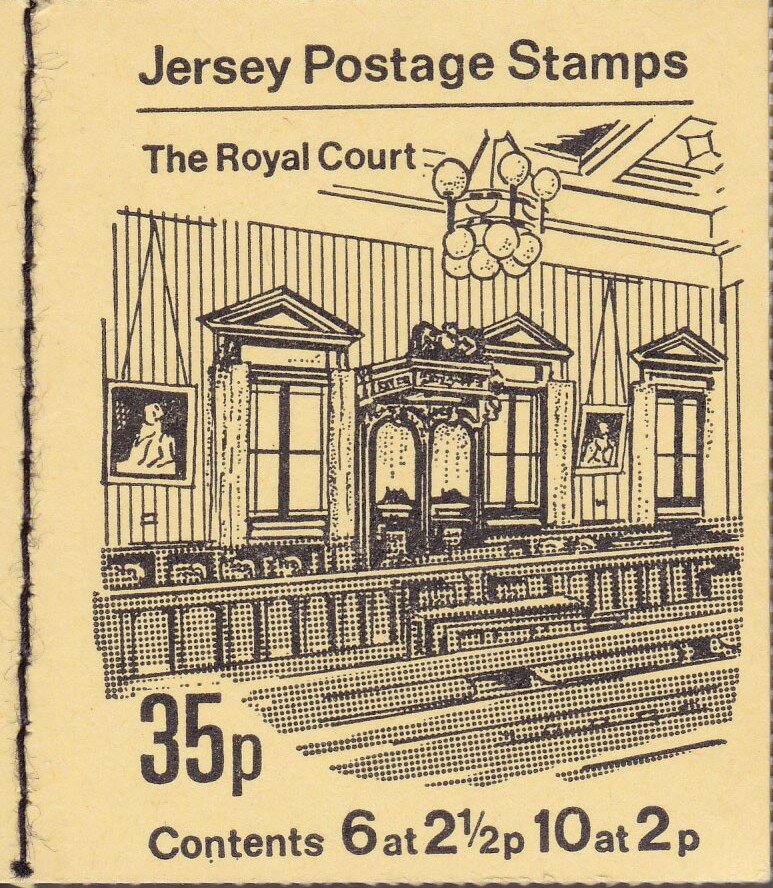 Jersey Postage Stamps
The Royal Court
35p
Contents 6 at 2½p 10 at 2p